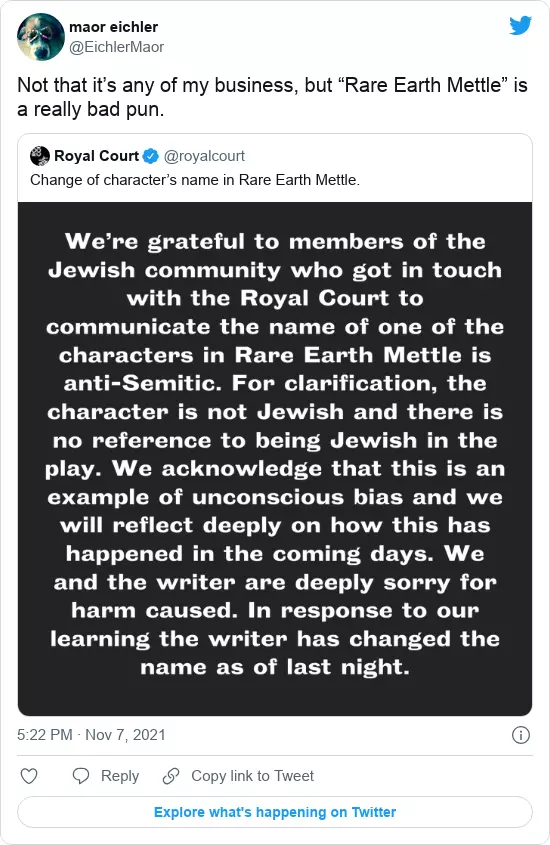 maor eichler
@EichlerMaor
Not that it’s any of my business, but “Rare Earth Mettle” is
a really bad pun.
Royal Court @royalcourt
Change of character’s name in Rare Earth Mettle.
We’re grateful to members of the
Jewish community who got in touch
with the Royal Court to
communicate the name of one of the
characters in Rare Earth Mettle is
anti-Semitic. For clarification, the
character is not Jewish and there is
no reference to being Jewish in the
play. We acknowledge that this is an
example of unconscious bias and we
will reflect deeply on how this has
happened in the coming days. We
and the writer are deeply sorry for
harm caused. In response to our
learning the writer has changed the
name as of last night.
5:22 PM · Nov 7, 2021
Reply Copy link to Tweet
Explore what's happening on Twitter